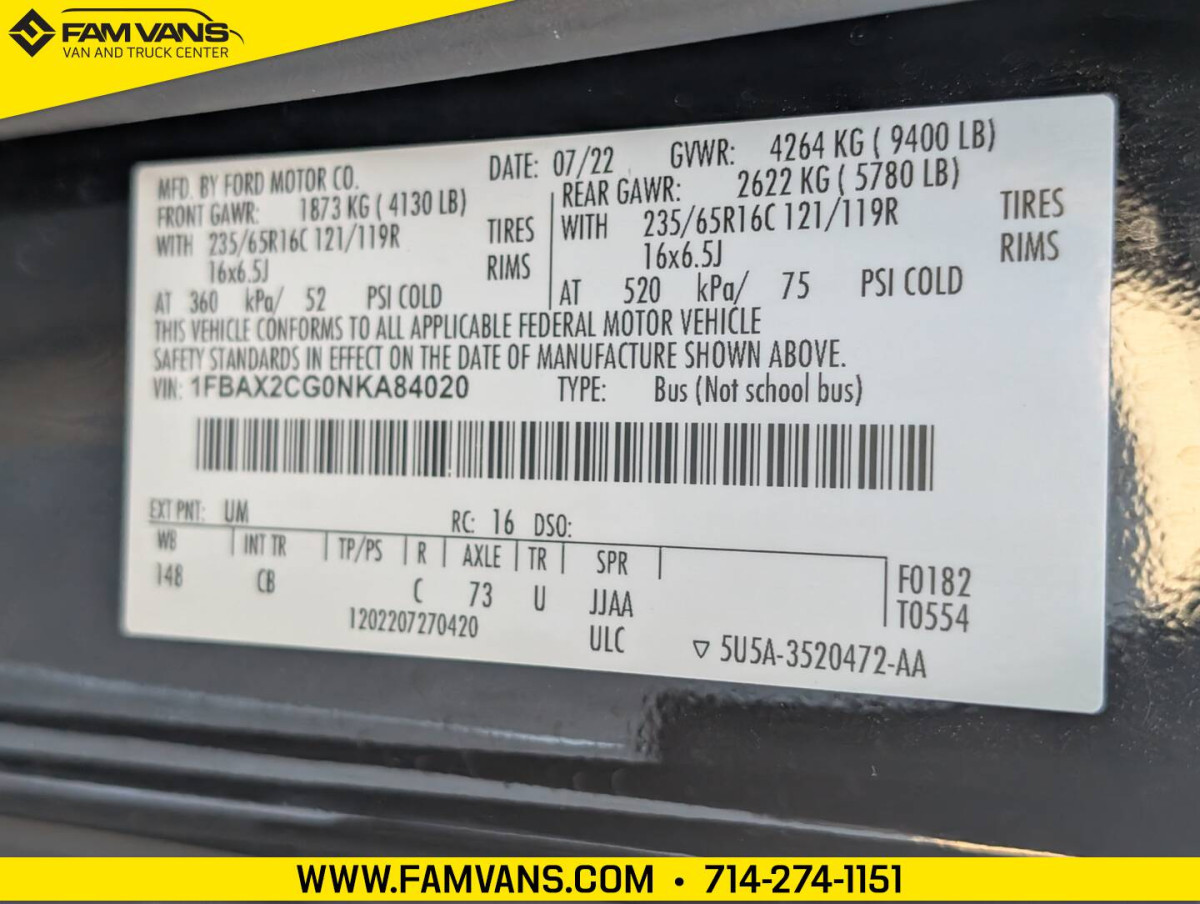 FAM VANS
VAN AND TRUCK CENTER
MFD. BY FORD MOTOR CO. DATE: 07/22 GVWR: 4264 KG ( 9400 LB)
FRONT GAWR: 1873 KG ( 4130 LB) REAR GAWR: 2622 KG ( 5780 LB)
WITH 235/65R16C 121/119R TIRES WITH 235/65R16C 121/119R TIRES
16x6.5J RIMS 16x6.5J RIMS
AT 360 kPa/ 52 PSI COLD AT 520 kPa/ 75 PSI COLD
THIS VEHICLE CONFORMS TO ALL APPLICABLE FEDERAL MOTOR VEHICLE
SAFETY STANDARDS IN EFFECT ON THE DATE OF MANUFACTURE SHOWN ABOVE.
VIN: 1FBAX2CG0NKA84020 TYPE: Bus (Not school bus)
EXT PNT: UM RC: 16 DSO:
WB INT TR TP/PS R AXLE TR SPR
148 CB C 73 U JJAA F0182
1202207270420 ULC T0554
▽ 5U5A-3520472-AA
WWW.FAMVANS.COM • 714-274-1151